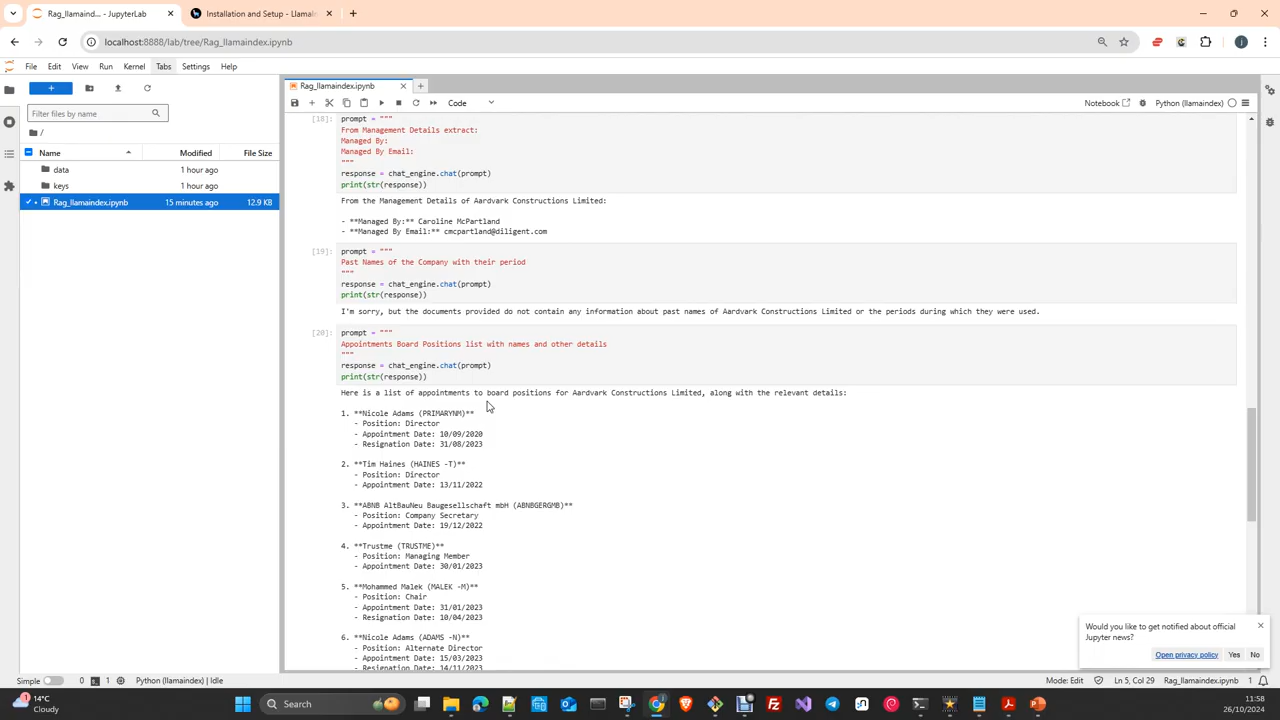 Rag_llamaind... - JupyterLab
Installation and Setup - Llamale
localhost:8888/lab/tree/Rag_llamaindex.ipynb
File Edit View Run Kernel Tabs Settings Help
Filter files by name
/
Name Modified File Size
data 1 hour ago
keys 1 hour ago
Rag_llamaindex.ipynb 15 minutes ago 12.9 KB
Rag_llamaindex.ipynb
Code
Notebook
Python (llamaindex)
[18]: prompt = """
From Management Details extract:
Managed By:
Managed By Email:
"""
response = chat_engine.chat(prompt)
print(str(response))
From the Management Details of Aardvark Constructions Limited:
- **Managed By:** Caroline McPartland
- **Managed By Email:** cmcpartland@diligent.com
[19]: prompt = """
Past Names of the Company with their period
"""
response = chat_engine.chat(prompt)
print(str(response))
I'm sorry, but the documents provided do not contain any information about past names of Aardvark Constructions Limited or the periods during which they were used.
[20]: prompt = """
Appointments Board Positions list with names and other details
"""
response = chat_engine.chat(prompt)
print(str(response))
Here is a list of appointments to board positions for Aardvark Constructions Limited, along with the relevant details:
1. **Nicole Adams (PRIMARYNM)**
- Position: Director
- Appointment Date: 10/09/2020
- Resignation Date: 31/08/2023
2. **Tim Haines (HAINES -T)**
- Position: Director
- Appointment Date: 13/11/2022
3. **ABNB AltBauNeu Baugesellschaft mbH (ABNBGERGMB)**
- Position: Company Secretary
- Appointment Date: 19/12/2022
4. **Trustme (TRUSTME)**
- Position: Managing Member
- Appointment Date: 30/01/2023
5. **Mohammed Malek (MALEK -M)**
- Position: Chair
- Appointment Date: 31/01/2023
- Resignation Date: 10/04/2023
6. **Nicole Adams (ADAMS -N)**
- Position: Alternate Director
- Appointment Date: 15/03/2023
- Resignation Date: 14/11/2023
Would you like to get notified about official
Jupyter news?
Open privacy policy Yes No
Simple 0 1 Python (llamaindex) | Idle
Mode: Edit Ln 5, Col 29 Rag_llamaindex.ipynb 1
14°C
Cloudy
Search
11:58
26/10/2024